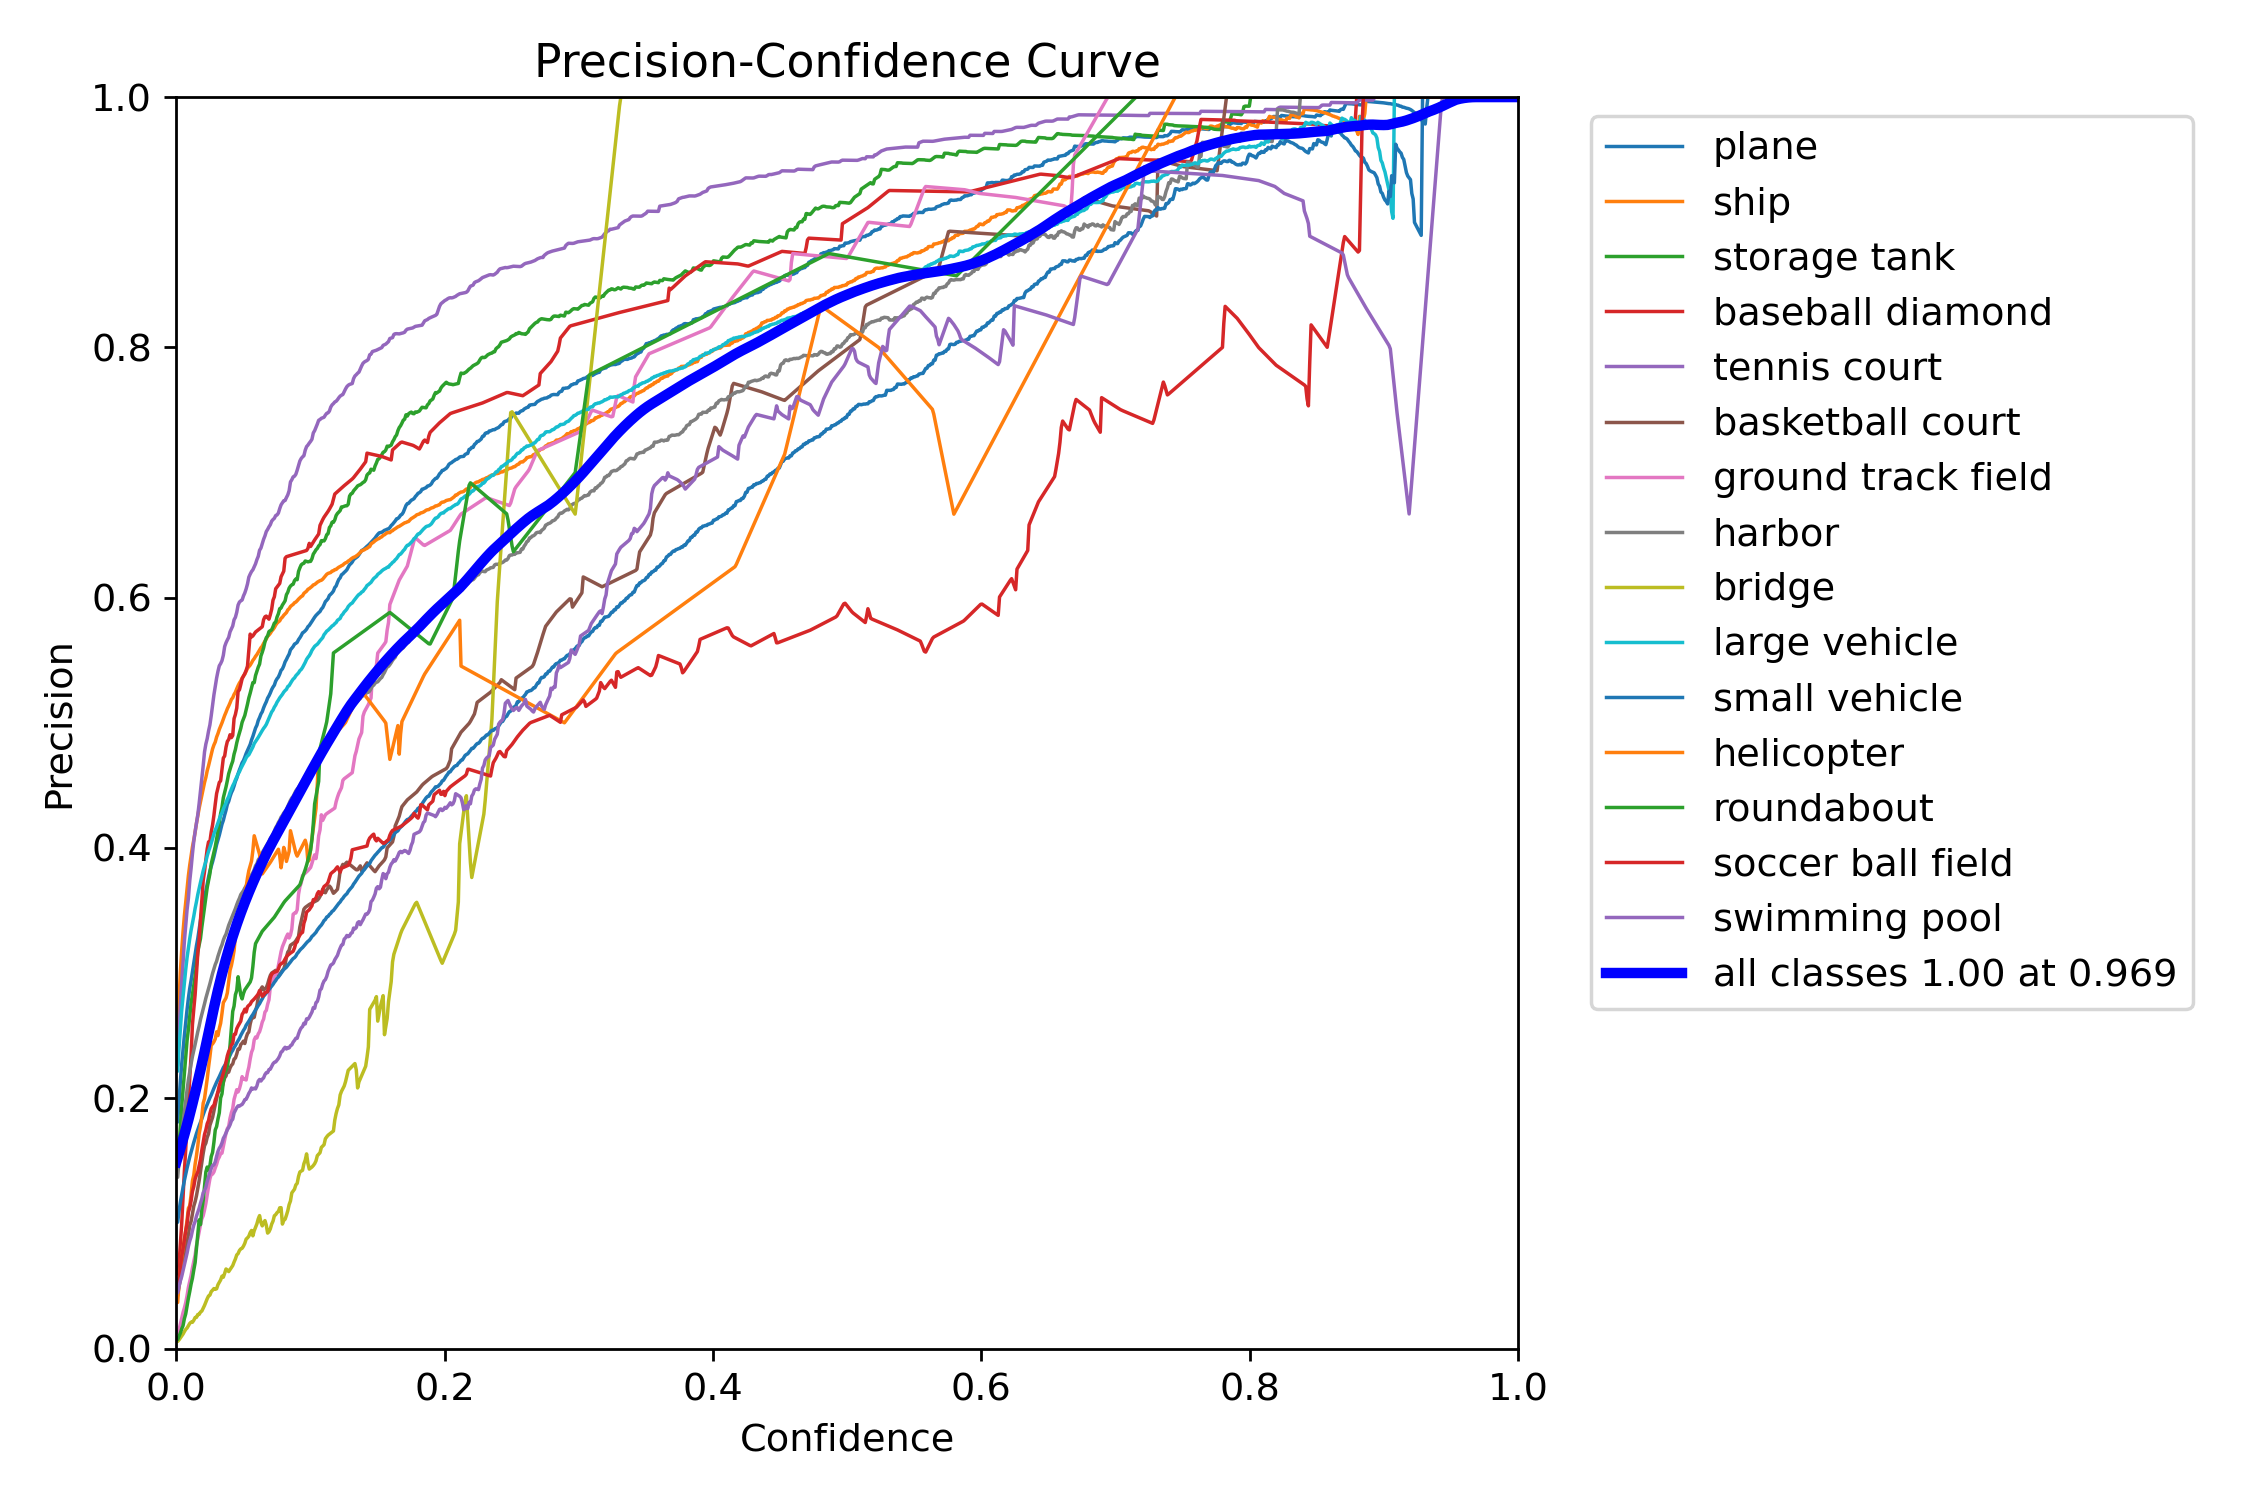 Precision-Confidence Curve
1.0
0.8
0.6
0.4
0.2
0.0
Precision
0.0 0.2 0.4 0.6 0.8 1.0
Confidence
plane
ship
storage tank
baseball diamond
tennis court
basketball court
ground track field
harbor
bridge
large vehicle
small vehicle
helicopter
roundabout
soccer ball field
swimming pool
all classes 1.00 at 0.969